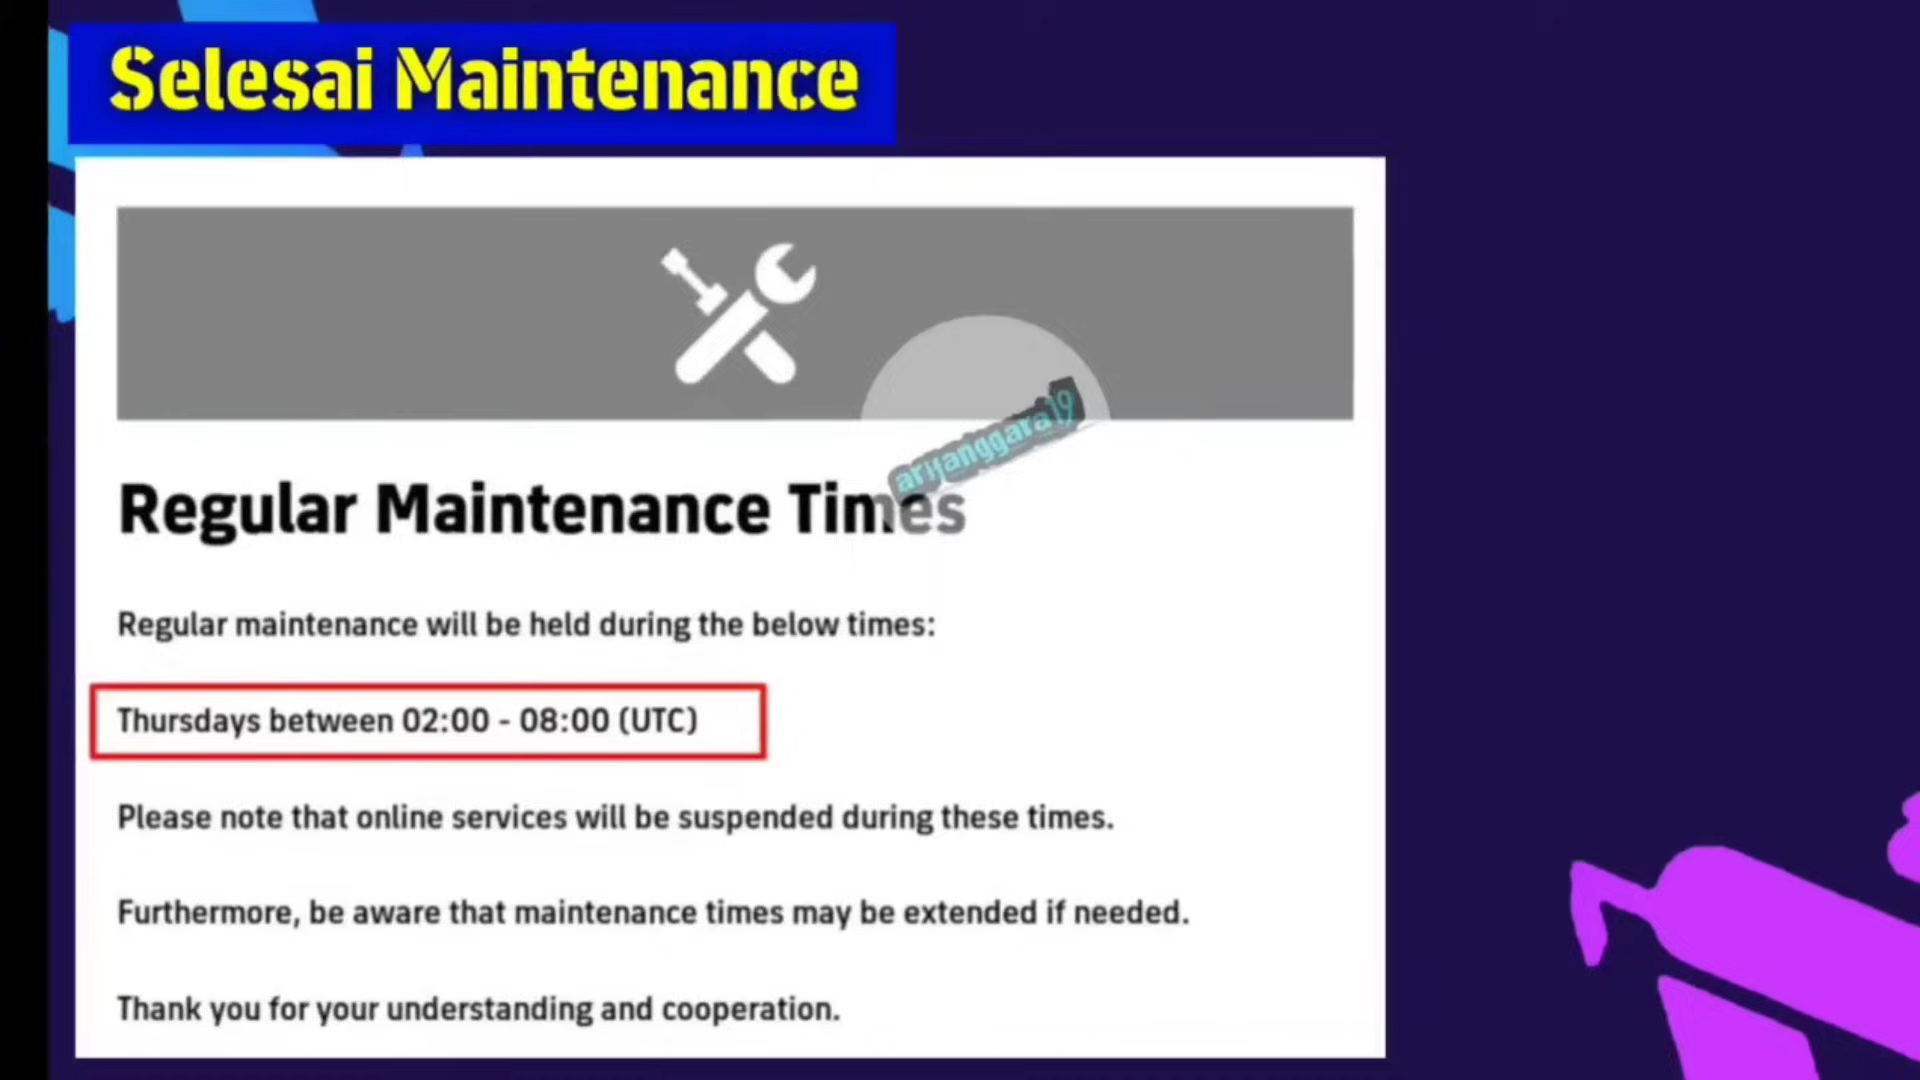 Selesai Maintenance
arifanggara19
Regular Maintenance Times
Regular maintenance will be held during the below times:
Thursdays between 02:00 - 08:00 (UTC)
Please note that online services will be suspended during these times.
Furthermore, be aware that maintenance times may be extended if needed.
Thank you for your understanding and cooperation.